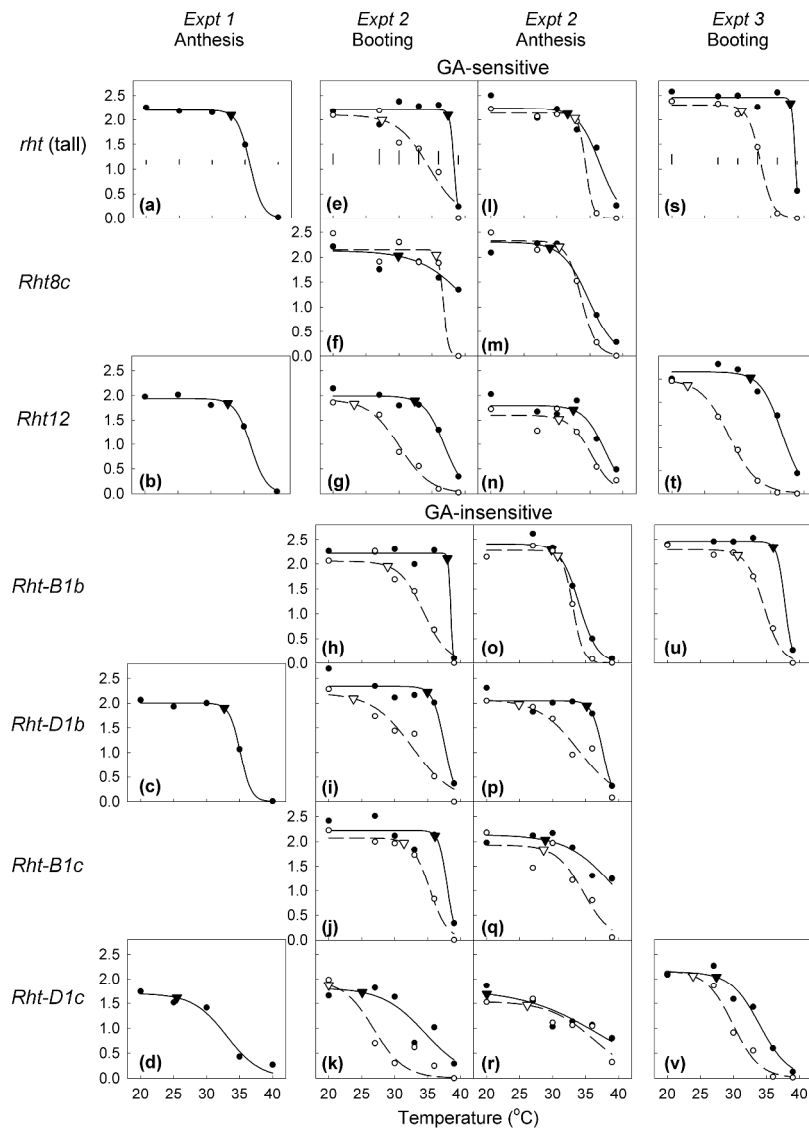 Expt 1 Expt 2 Expt 2 Expt 3
Anthesis Booting Anthesis Booting
GA-sensitive
rht (tall)
2.5
2.0
1.5
1.0
0.5
0.0
(a) (e) (l) (s)
Rht8c
2.5
2.0
1.5
1.0
0.5
0.0
(f) (m)
Rht12
2.5
2.0
1.5
1.0
0.5
0.0
(b) (g) (n) (t)
GA-insensitive
Rht-B1b
2.5
2.0
1.5
1.0
0.5
0.0
(h) (o) (u)
Rht-D1b
2.5
2.0
1.5
1.0
0.5
0.0
(c) (i) (p)
Rht-B1c
2.5
2.0
1.5
1.0
0.5
0.0
(j) (q)
Rht-D1c
2.5
2.0
1.5
1.0
0.5
0.0
(d) (k) (r) (v)
20 25 30 35 40 20 25 30 35 40 20 25 30 35 40 20 25 30 35 40
Temperature (°C)